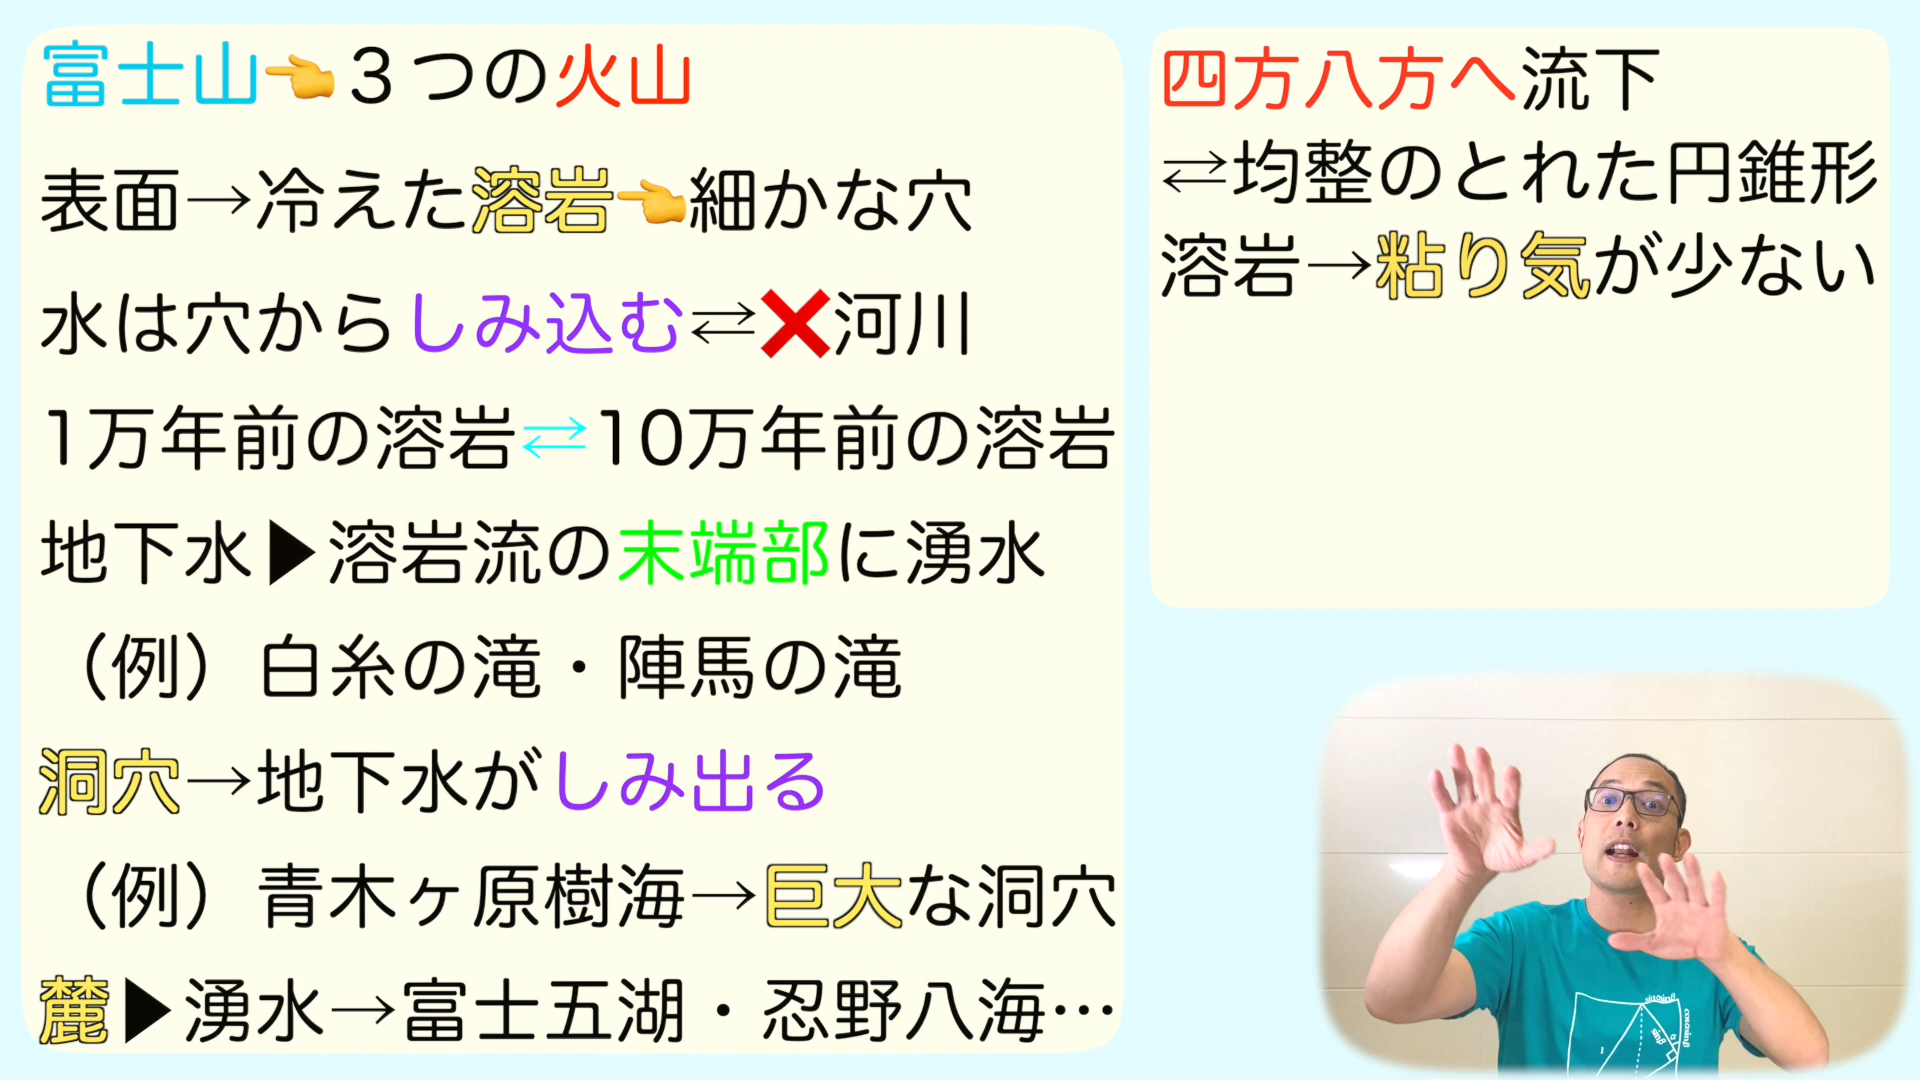 富士山👈３つの火山
表面→冷えた溶岩👈細かな穴
水は穴からしみ込む⇄❌河川
1万年前の溶岩⇄10万年前の溶岩
地下水▶溶岩流の末端部に湧水
（例）白糸の滝・陣馬の滝
洞穴→地下水がしみ出る
（例）青木ヶ原樹海→巨大な洞穴
麓▶湧水→富士五湖・忍野八海…
四方八方へ流下
⇄均整のとれた円錐形
溶岩→粘り気が少ない